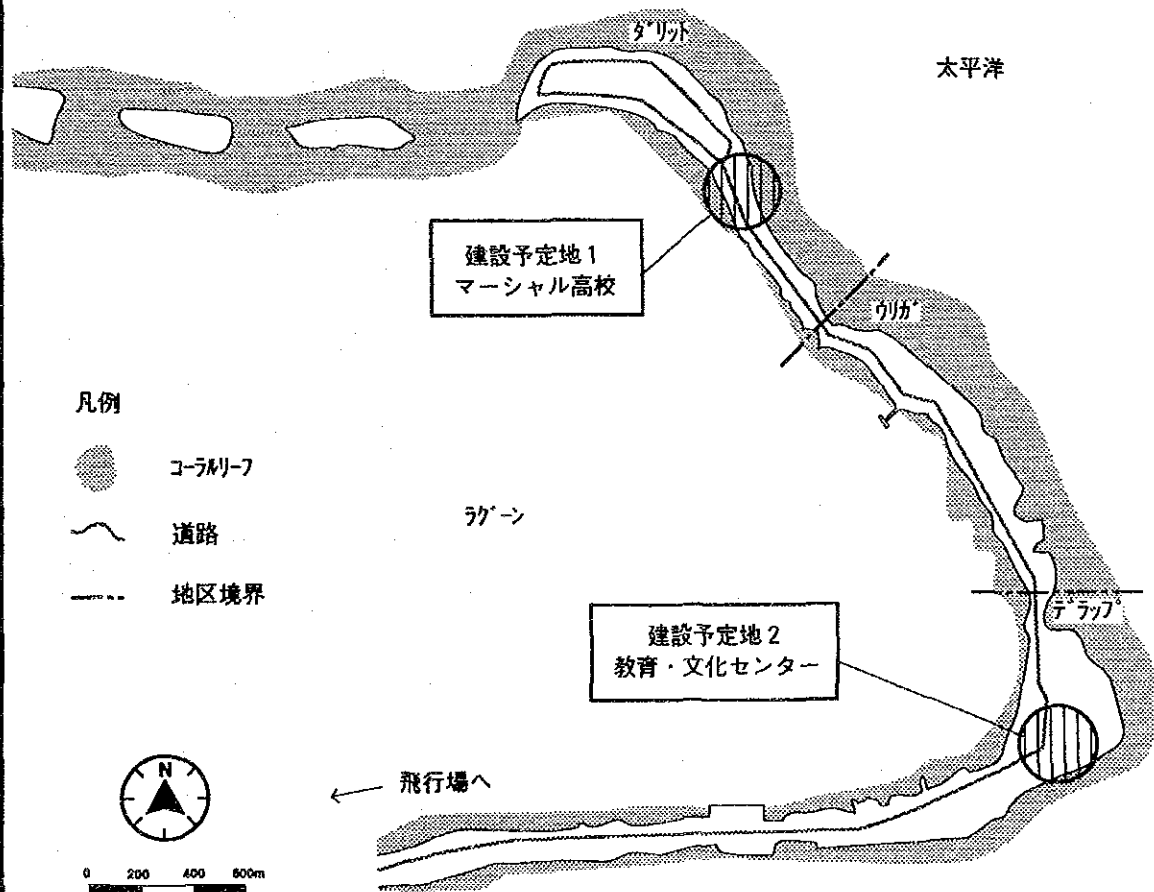 ダリット
太平洋
建設予定地1
マーシャル高校
ウリガ
凡例
コーラルリーフ
道路
地区境界
ラグーン
デラップ
建設予定地2
教育・文化センター
N
飛行場へ
0 200 400 600m